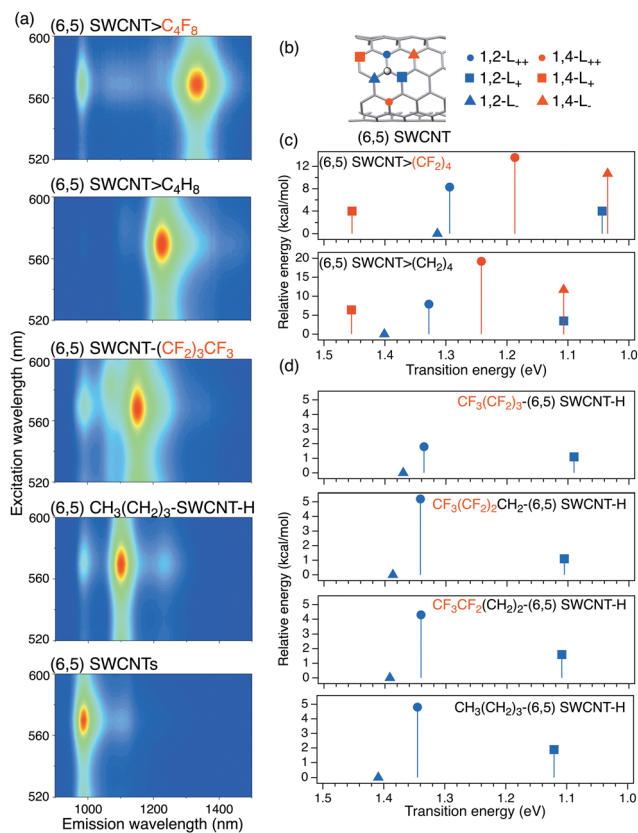 (a)
(6,5) SWCNT>C₄F₈
600
560
520
(6,5) SWCNT>C₄H₈
600
560
520
(6,5) SWCNT-(CF₂)₃CF₃
600
560
520
(6,5) CH₃(CH₂)₃-SWCNT-H
600
560
520
(6,5) SWCNTs
600
560
520
1000 1200 1400
Emission wavelength (nm)
Excitation wavelength (nm)
(b)
1,2-L₊₊ 1,4-L₊₊
1,2-L₊ 1,4-L₊
1,2-L₋ 1,4-L₋
(6,5) SWCNT
(c)
(6,5) SWCNT>(CF₂)₄
12
8
4
0
Relative energy (kcal/mol)
(6,5) SWCNT>(CH₂)₄
20
15
10
5
0
Relative energy (kcal/mol)
1.5 1.4 1.3 1.2 1.1 1.0
Transition energy (eV)
(d)
CF₃(CF₂)₃-(6,5) SWCNT-H
5
4
3
2
1
0
CF₃(CF₂)₂CH₂-(6,5) SWCNT-H
5
4
3
2
1
0
CF₃CF₂(CH₂)₂-(6,5) SWCNT-H
5
4
3
2
1
0
CH₃(CH₂)₃-(6,5) SWCNT-H
5
4
3
2
1
0
Relative energy (kcal/mol)
1.5 1.4 1.3 1.2 1.1 1.0
Transition energy (eV)